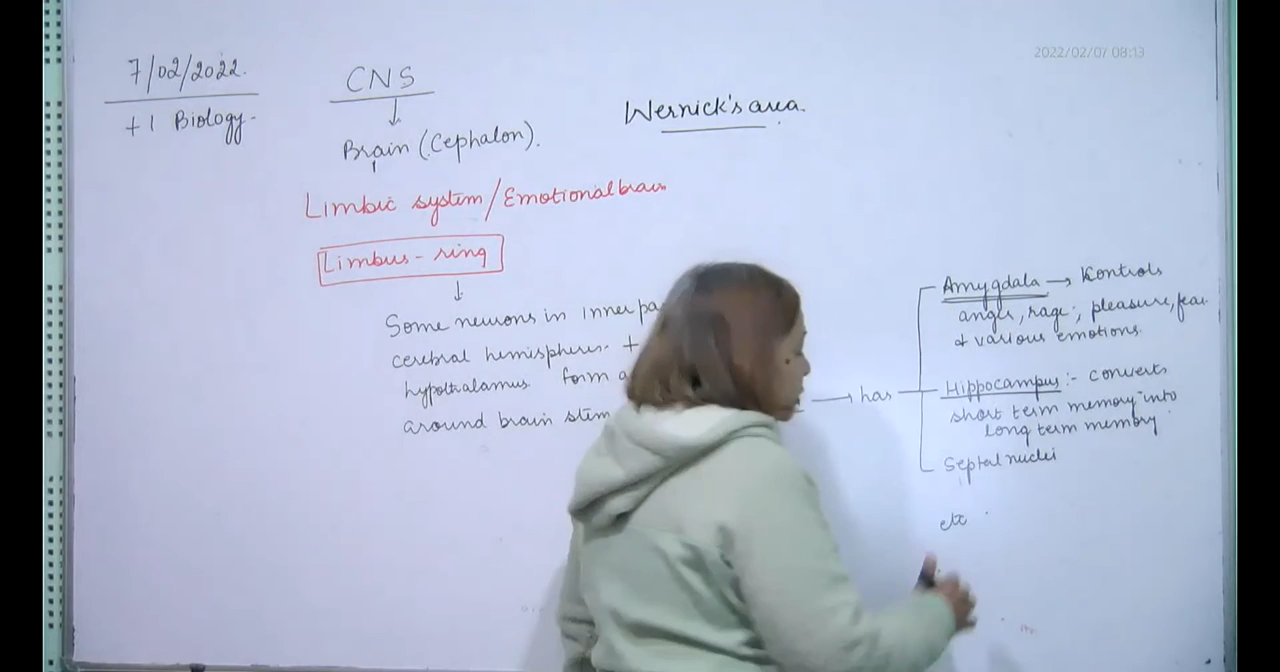 2022/02/07 08:13
7/02/2022.
+1 Biology-
CNS
Brain (Cephalon).
Wernick's area.
Limbic system/Emotional brain
Limbus - ring
Some neurons in inner pa
cerebral hemispheres +
hypothalamus form a
around brain stem
has
Amygdala → Kontrols
anger, rage, pleasure, fear
& various emotions.
Hippocampus :- converts
short term memory into
Long term memory
Septal nuclei
etc